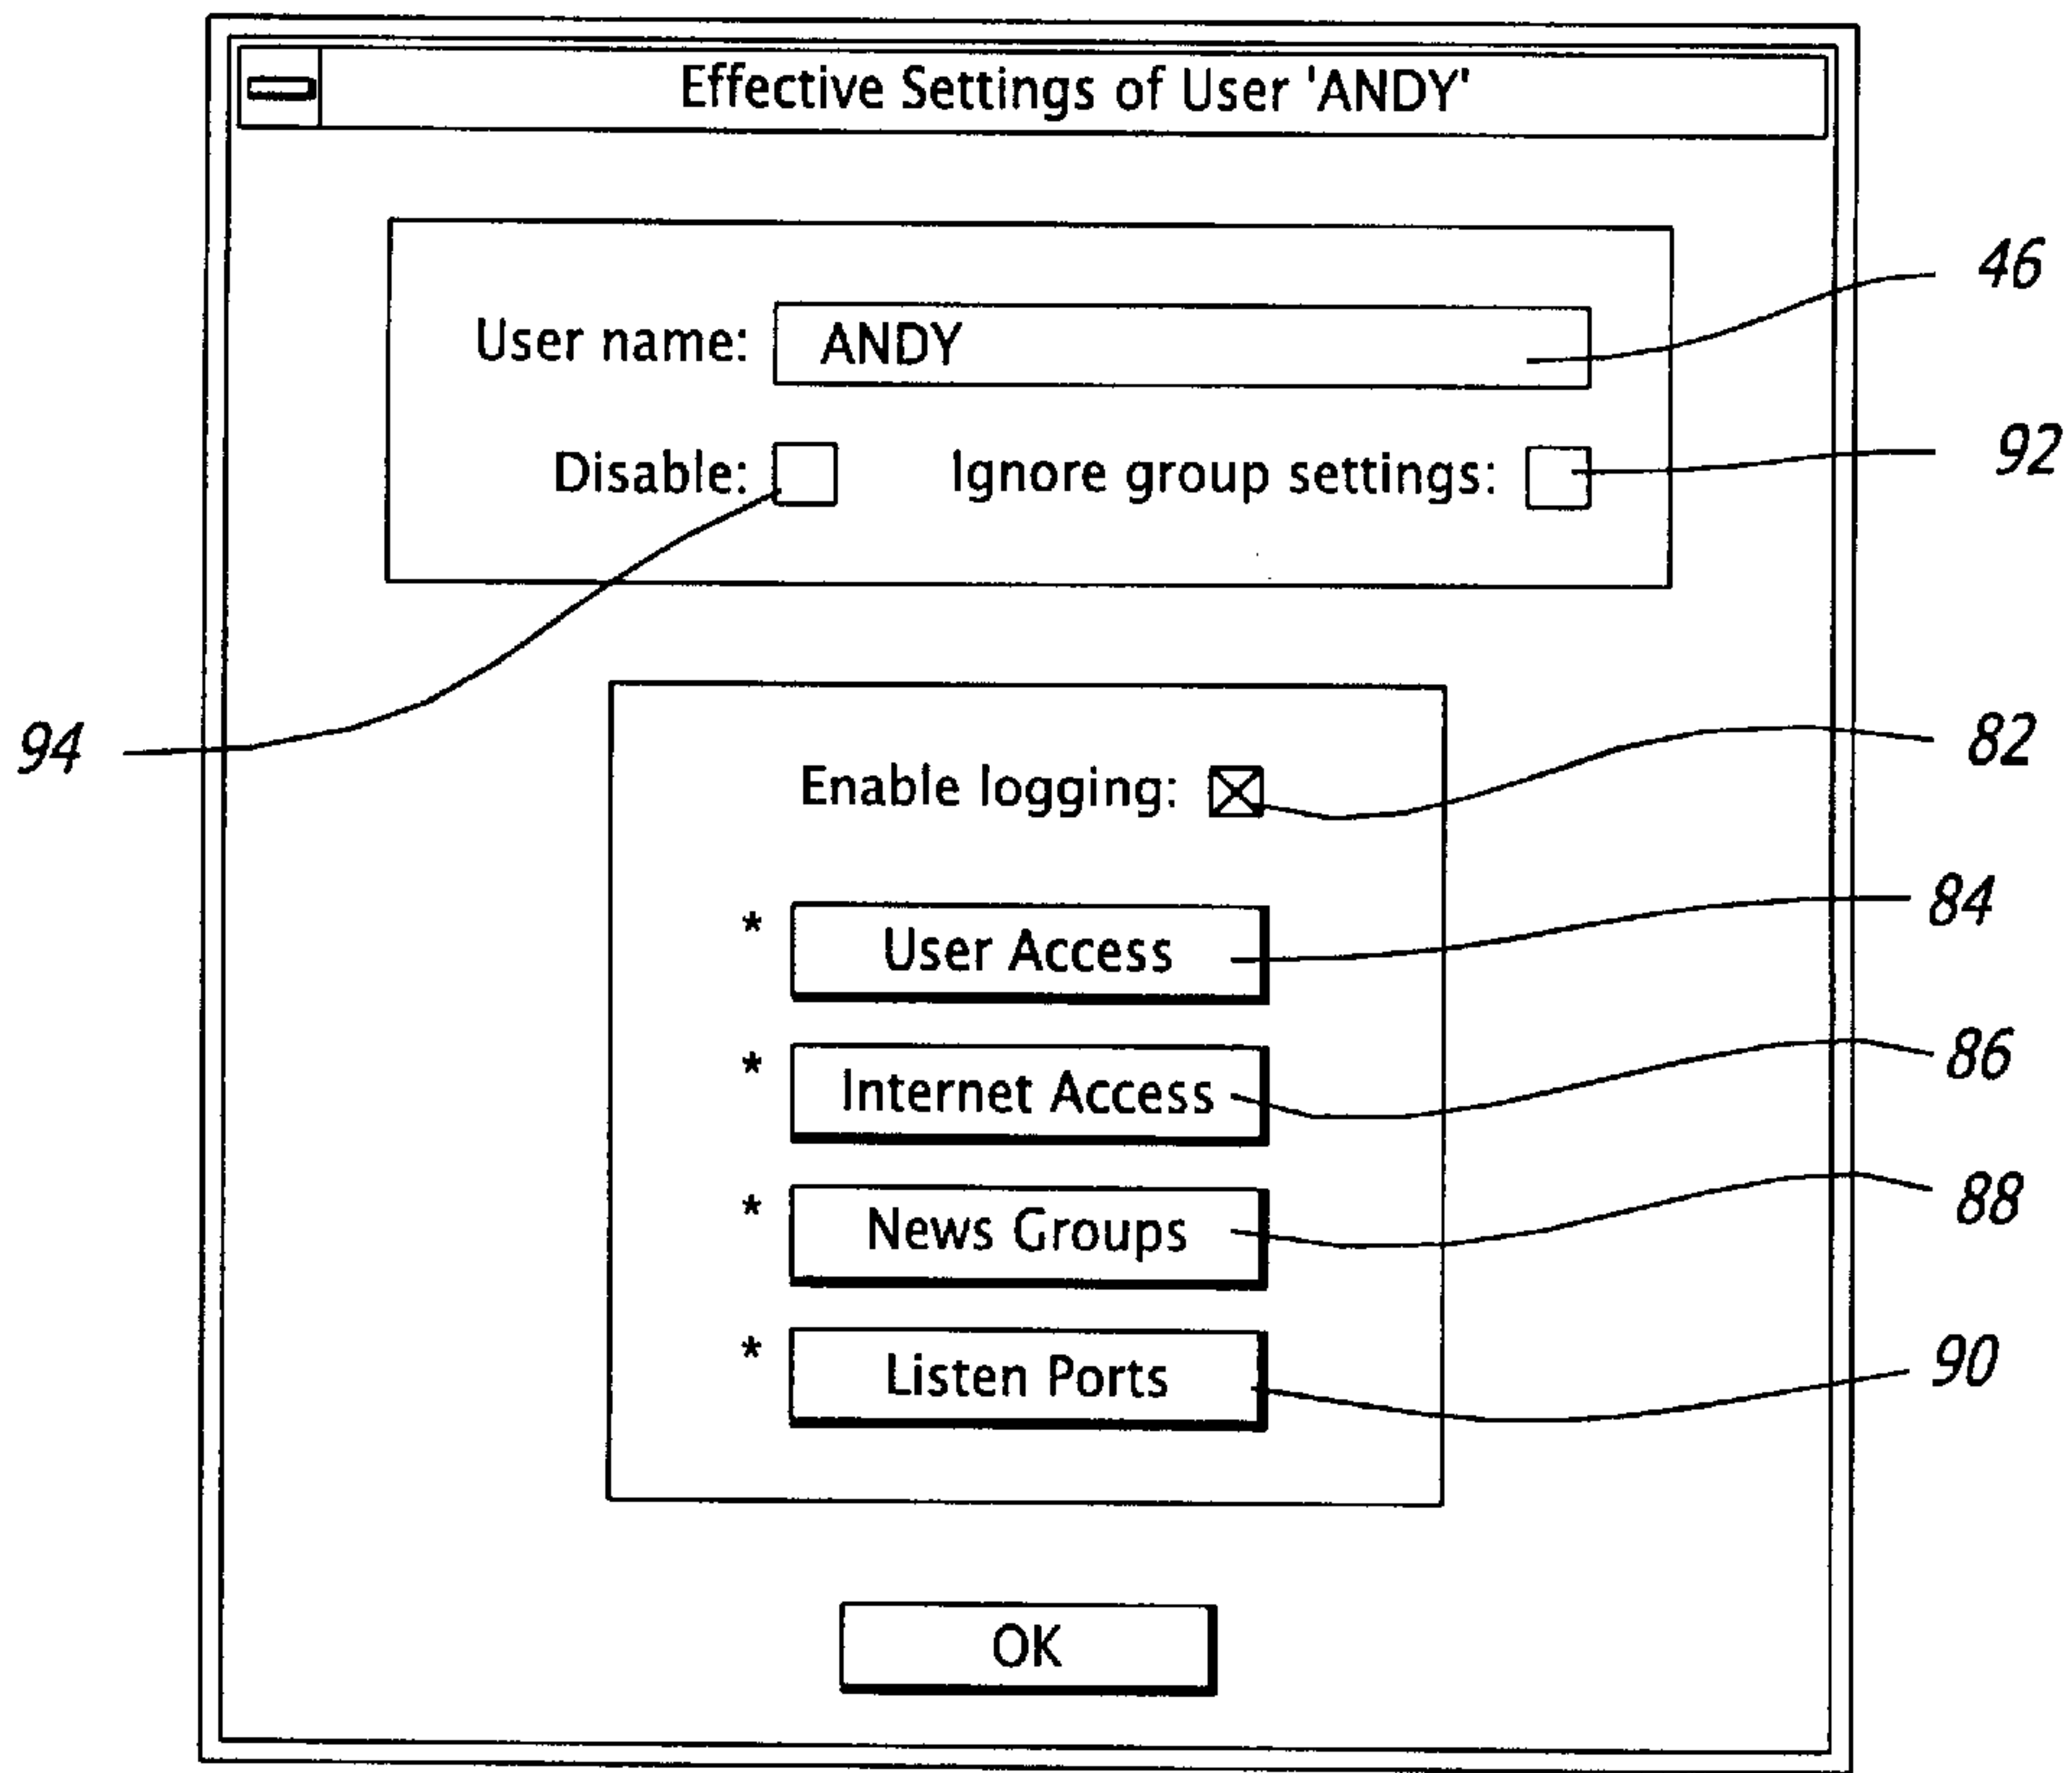 Effective Settings of User 'ANDY'
46
User name: ANDY
92
Disable: Ignore group settings:
94
82
Enable logging:
84
* User Access
86
* Internet Access
88
* News Groups
90
* Listen Ports
OK